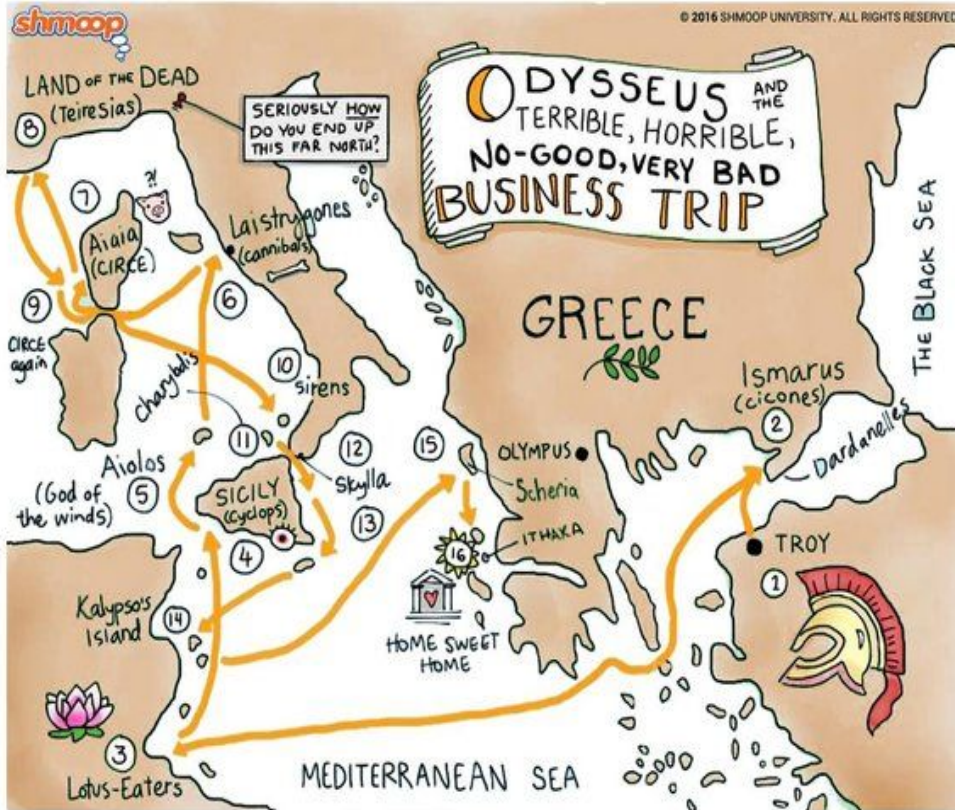 shmoop
© 2016 SHMOOP UNIVERSITY. ALL RIGHTS RESERVED
ODYSSEUS AND THE
TERRIBLE, HORRIBLE,
NO-GOOD, VERY BAD
BUSINESS TRIP
LAND OF THE DEAD
(Teiresias)
8
SERIOUSLY HOW
DO YOU END UP
THIS FAR NORTH?
7
?!
Aiaia
(CIRCE)
Laistrygones
(cannibals)
6
9
CIRCE
again
Charybdis
10
Sirens
11
12
Skylla
13
Aiolos
5
(God of
the winds)
SICILY
(Cyclops)
4
Kalypso's
Island
14
3
Lotus-Eaters
MEDITERRANEAN SEA
15
Scheria
ITHAKA
16
HOME SWEET
HOME
GREECE
OLYMPUS
Ismarus
(cicones)
2
Dardanelles
TROY
1
THE BLACK SEA